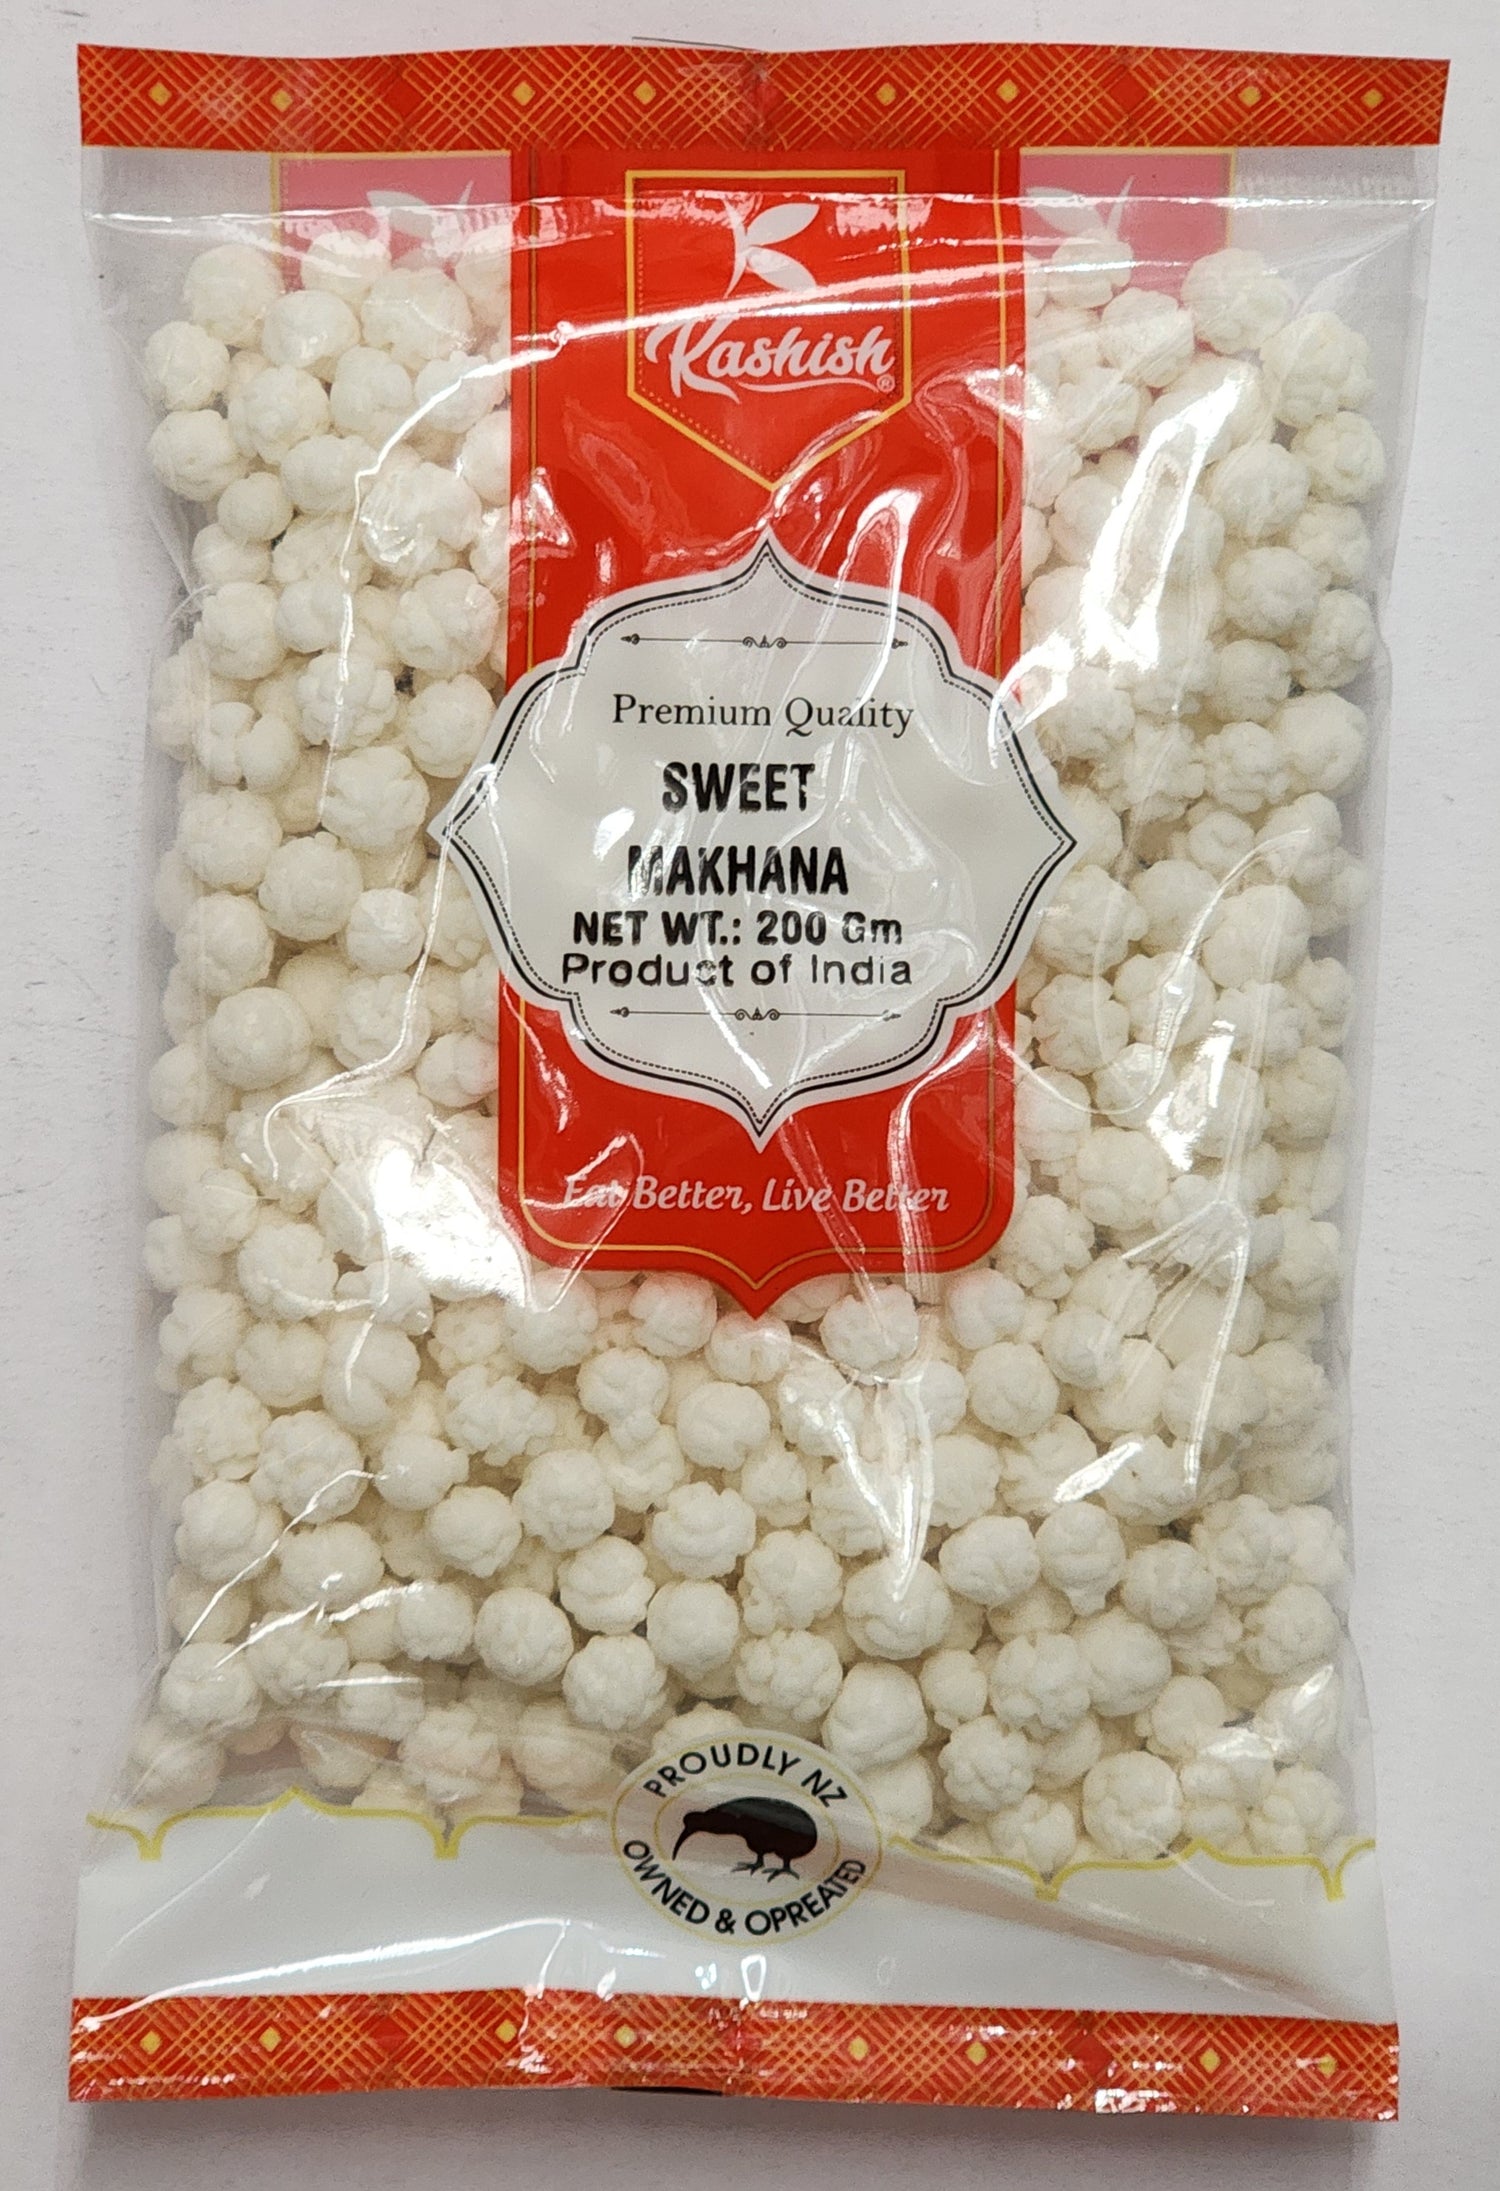 Kashish®
Premium Quality
SWEET
MAKHANA
NET WT.: 200 Gm
Product of India
Eat Better, Live Better
PROUDLY NZ
OWNED & OPREATED